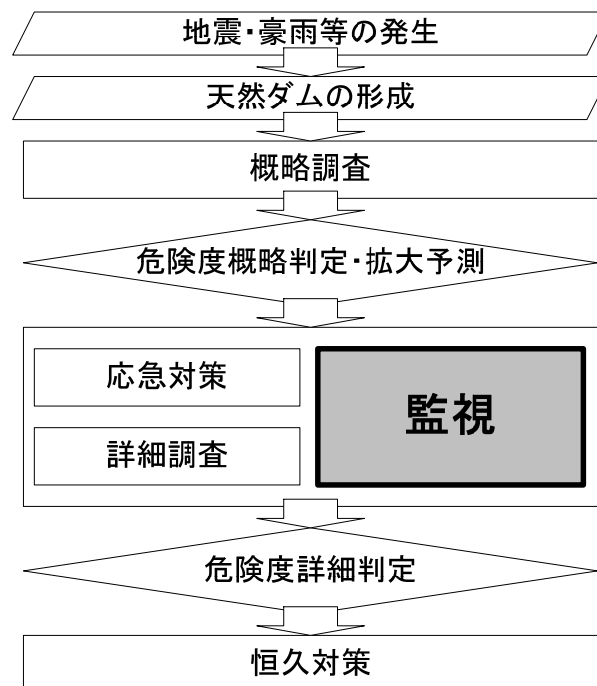 地震・豪雨等の発生
天然ダムの形成
概略調査
危険度概略判定・拡大予測
応急対策
監視
詳細調査
危険度詳細判定
恒久対策